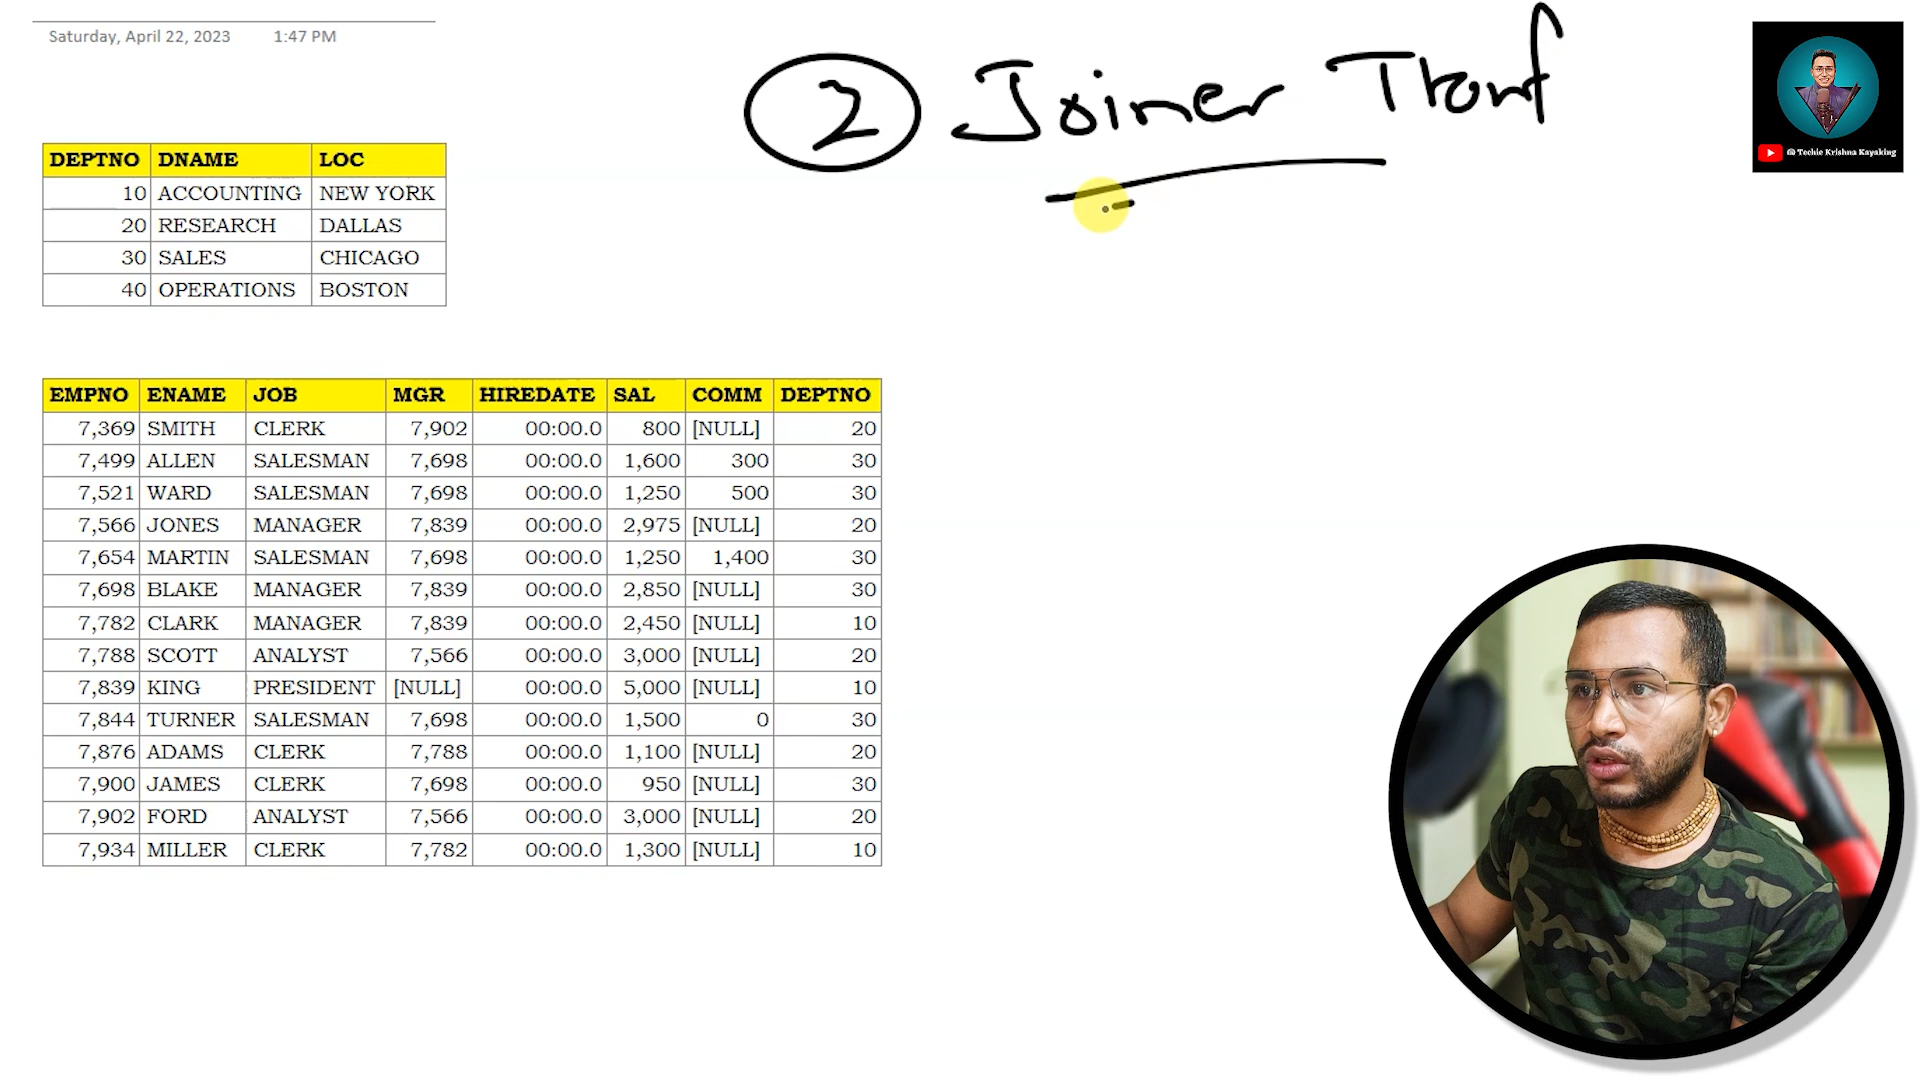 Saturday, April 22, 2023 1:47 PM
2 Joiner Tranf
@ Techie Krishna Kayaking
DEPTNO DNAME LOC
10 ACCOUNTING NEW YORK
20 RESEARCH DALLAS
30 SALES CHICAGO
40 OPERATIONS BOSTON
EMPNO ENAME JOB MGR HIREDATE SAL COMM DEPTNO
7,369 SMITH CLERK 7,902 00:00.0 800 [NULL] 20
7,499 ALLEN SALESMAN 7,698 00:00.0 1,600 300 30
7,521 WARD SALESMAN 7,698 00:00.0 1,250 500 30
7,566 JONES MANAGER 7,839 00:00.0 2,975 [NULL] 20
7,654 MARTIN SALESMAN 7,698 00:00.0 1,250 1,400 30
7,698 BLAKE MANAGER 7,839 00:00.0 2,850 [NULL] 30
7,782 CLARK MANAGER 7,839 00:00.0 2,450 [NULL] 10
7,788 SCOTT ANALYST 7,566 00:00.0 3,000 [NULL] 20
7,839 KING PRESIDENT [NULL] 00:00.0 5,000 [NULL] 10
7,844 TURNER SALESMAN 7,698 00:00.0 1,500 0 30
7,876 ADAMS CLERK 7,788 00:00.0 1,100 [NULL] 20
7,900 JAMES CLERK 7,698 00:00.0 950 [NULL] 30
7,902 FORD ANALYST 7,566 00:00.0 3,000 [NULL] 20
7,934 MILLER CLERK 7,782 00:00.0 1,300 [NULL] 10